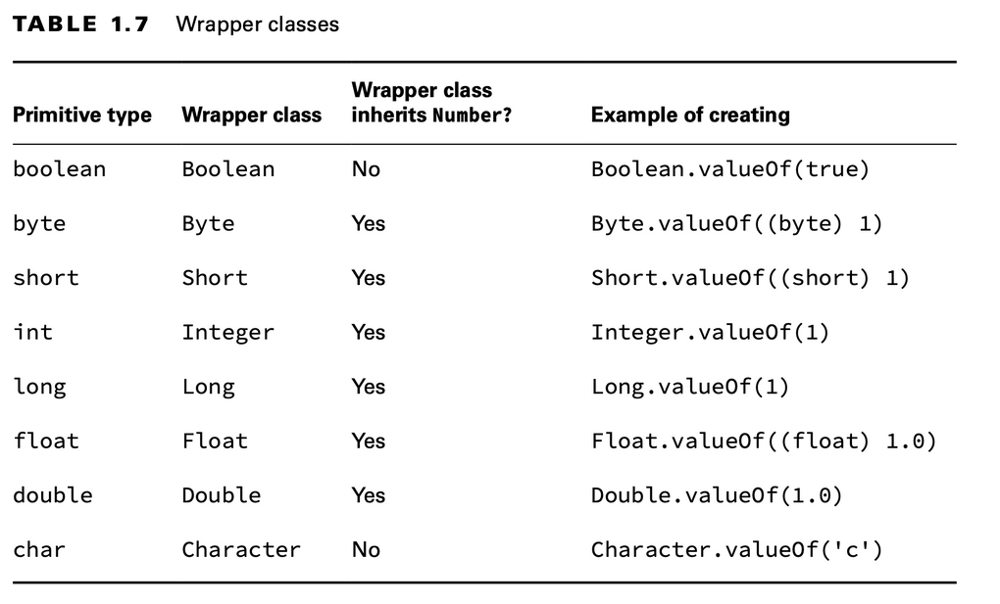 TABLE 1.7 Wrapper classes
Primitive type Wrapper class Wrapper class inherits Number? Example of creating
boolean Boolean No Boolean.valueOf(true)
byte Byte Yes Byte.valueOf((byte) 1)
short Short Yes Short.valueOf((short) 1)
int Integer Yes Integer.valueOf(1)
long Long Yes Long.valueOf(1)
float Float Yes Float.valueOf((float) 1.0)
double Double Yes Double.valueOf(1.0)
char Character No Character.valueOf('c')